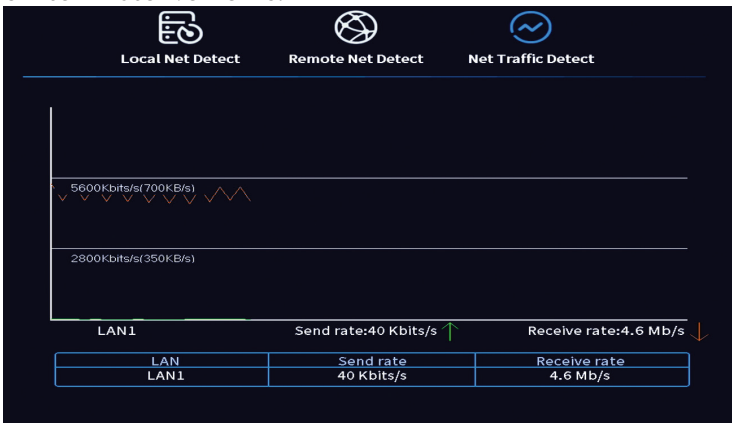 Local Net Detect
Remote Net Detect
Net Traffic Detect
5600Kbits/s(700KB/s)
2800Kbits/s(350KB/s)
LAN1
Send rate:40 Kbits/s
Receive rate:4.6 Mb/s
LAN Send rate Receive rate
LAN1 40 Kbits/s 4.6 Mb/s